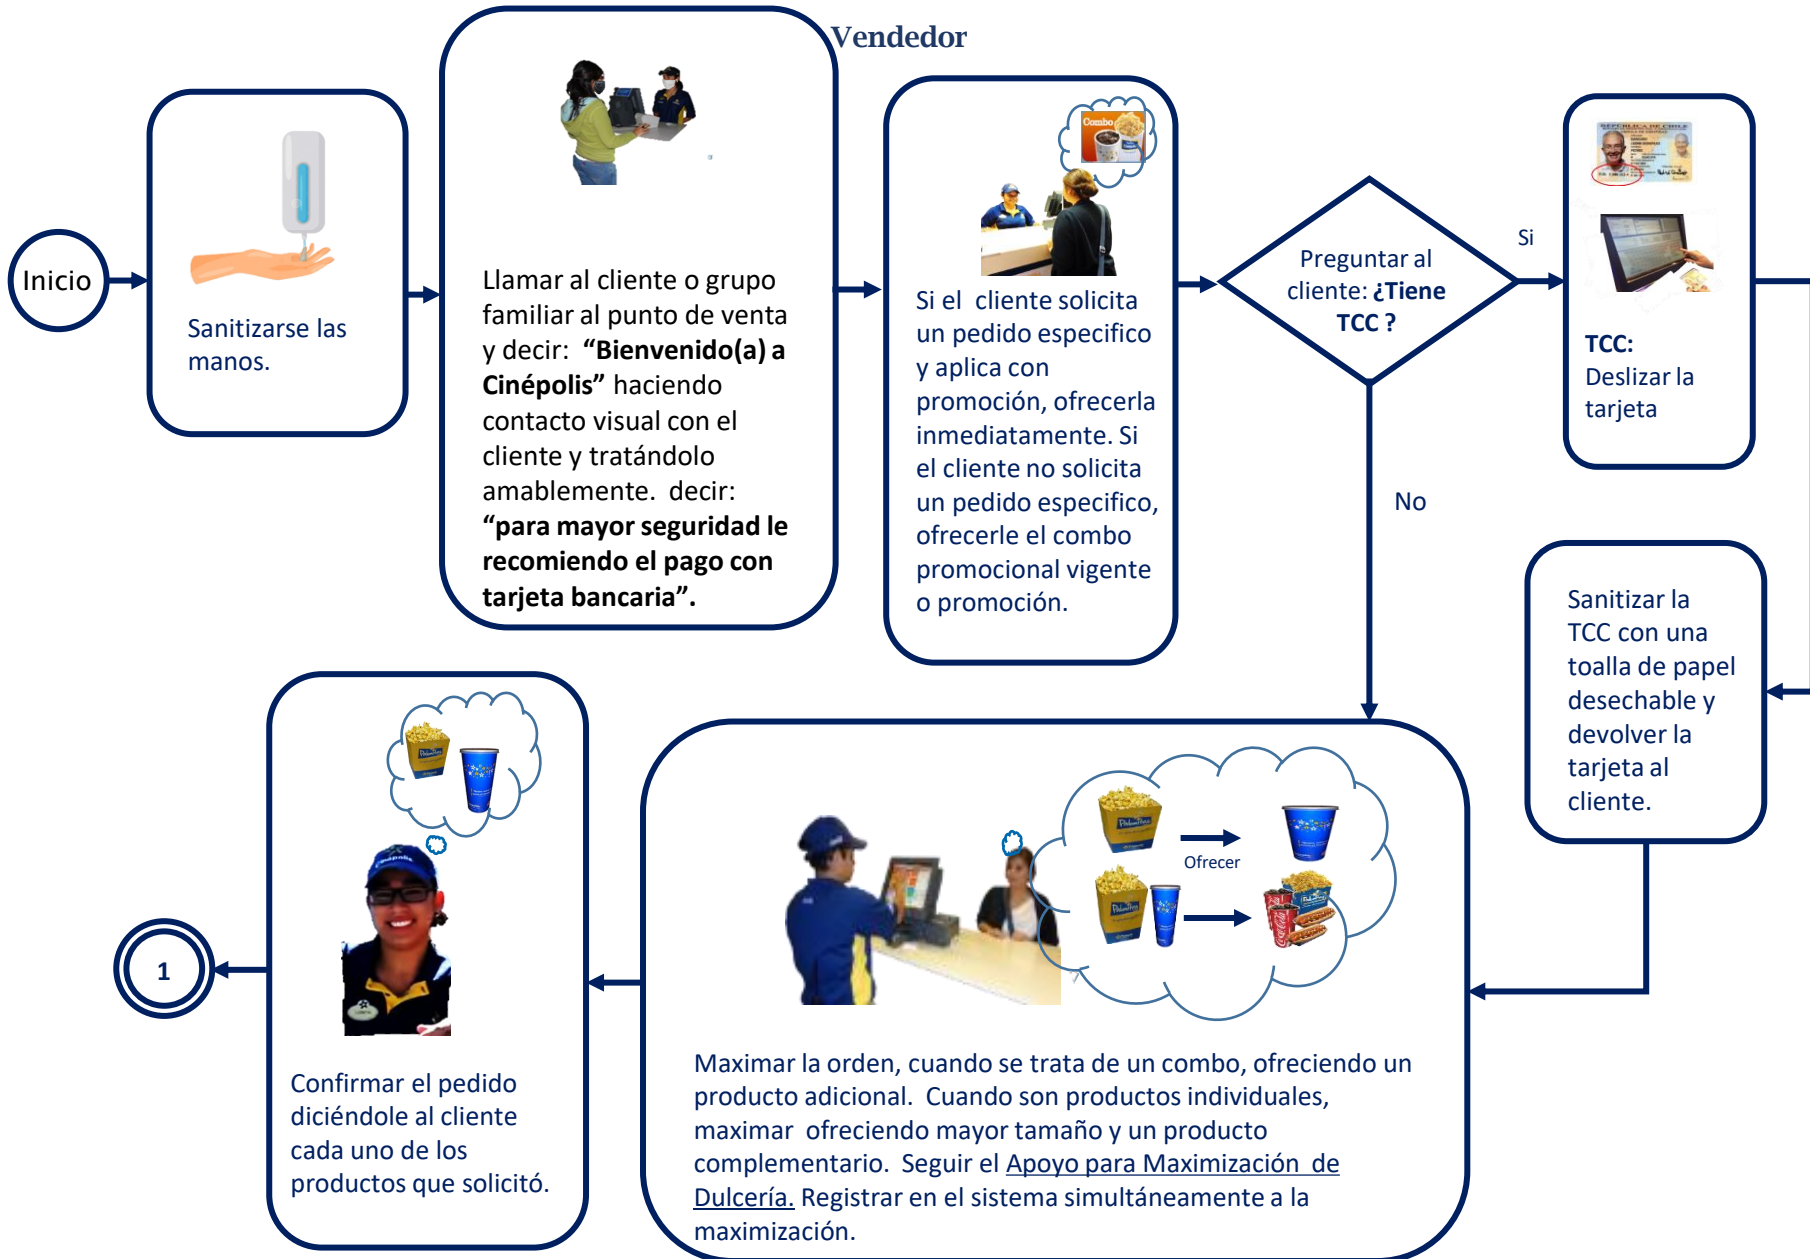 Vendedor
Inicio
Sanitizarse las
manos.
Llamar al cliente o grupo
familiar al punto de venta
y decir: “Bienvenido(a) a
Cinépolis” haciendo
contacto visual con el
cliente y tratándolo
amablemente. decir:
“para mayor seguridad le
recomiendo el pago con
tarjeta bancaria”.
Combo
Si el cliente solicita
un pedido especifico
y aplica con
promoción, ofrecerla
inmediatamente. Si
el cliente no solicita
un pedido especifico,
ofrecerle el combo
promocional vigente
o promoción.
Preguntar al
cliente: ¿Tiene
TCC ?
Si
No
REPUBLICA DE CHILE
TCC:
Deslizar la
tarjeta
Sanitizar la
TCC con una
toalla de papel
desechable y
devolver la
tarjeta al
cliente.
Ofrecer
Coca-Cola
Maximar la orden, cuando se trata de un combo, ofreciendo un
producto adicional. Cuando son productos individuales,
maximar ofreciendo mayor tamaño y un producto
complementario. Seguir el Apoyo para Maximización de
Dulcería. Registrar en el sistema simultáneamente a la
maximización.
Cinépolis
Confirmar el pedido
diciéndole al cliente
cada uno de los
productos que solicitó.
1